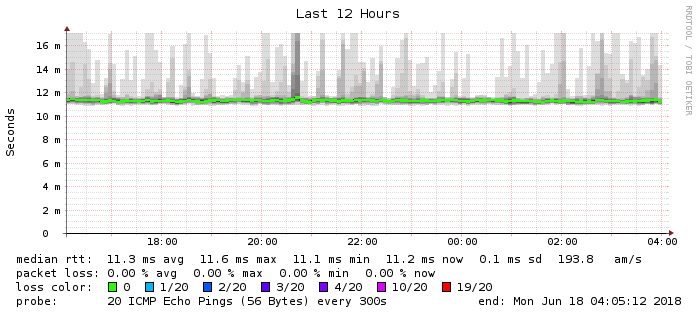 Last 12 Hours
RRDTOOL / TOBI OETIKER
Seconds
16 m
14 m
12 m
10 m
8 m
6 m
4 m
2 m
0
18:00 20:00 22:00 00:00 02:00 04:00
median rtt: 11.3 ms avg 11.6 ms max 11.1 ms min 11.2 ms now 0.1 ms sd 193.8 am/s
packet loss: 0.00 % avg 0.00 % max 0.00 % min 0.00 % now
loss color: 0 1/20 2/20 3/20 4/20 10/20 19/20
probe: 20 ICMP Echo Pings (56 Bytes) every 300s end: Mon Jun 18 04:05:12 2018